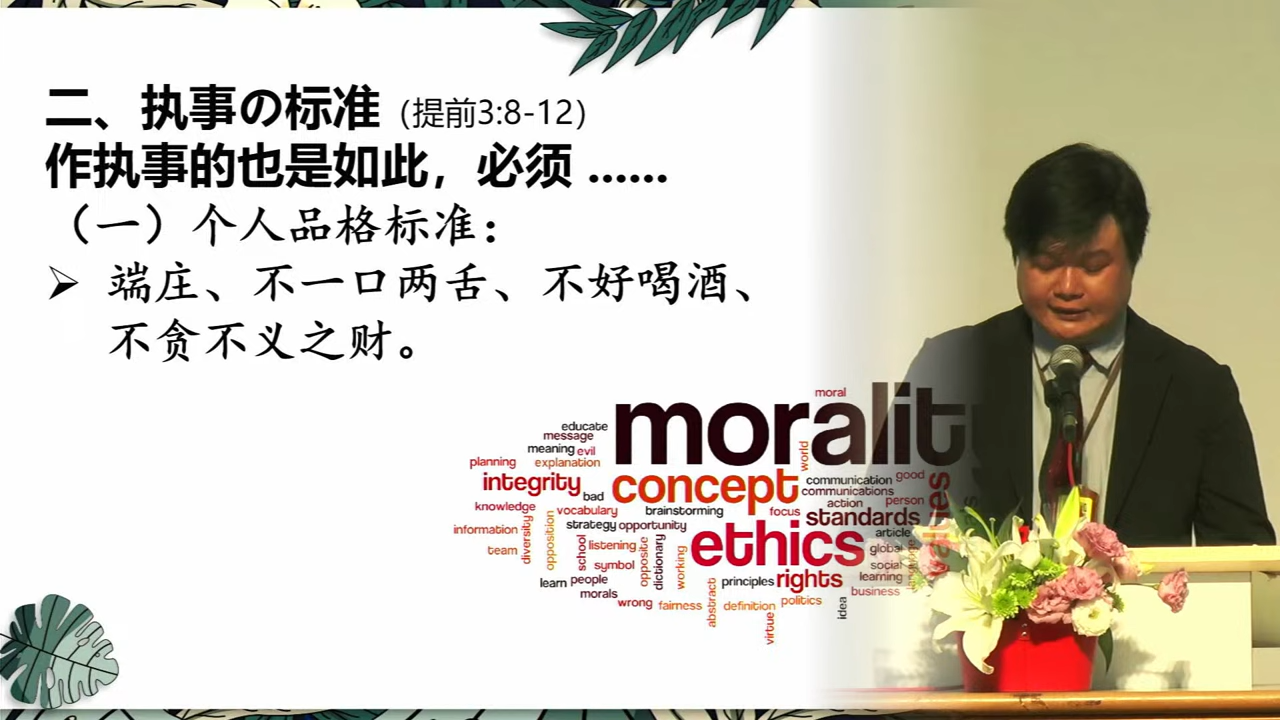 二、执事の标准（提前3:8-12）
作执事的也是如此，必须 ......
（一）个人品格标准：
➢ 端庄、不一口两舌、不好喝酒、
不贪不义之财。
moral
morality
educate
message
meaning evil
world
planning
explanation
integrity
bad
concept
communication
good
communications
action
person
values
knowledge
vocabulary
brainstorming
focus
standards
information
diversity
opposition
strategy
opportunity
article
team
school
listening
opposite
dictionary
working
ethics
global
symbol
social
learn
people
principles
rights
learning
language
morals
business
wrong
fairness
abstract
definition
politics
idea
virtue